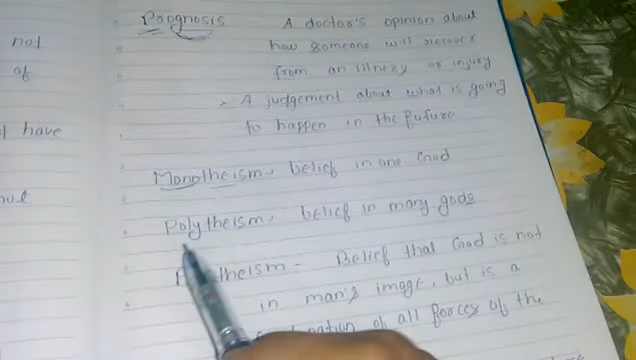 not
of
have
Prognosis A doctor's opinion about
how someone will recover
from an illness or injury
A judgement about what is going
to happen in the future
Monotheism belief in one God
Polytheism belief in many gods
theism - Belief that God is not
in man's image, but is a
of all forces of the